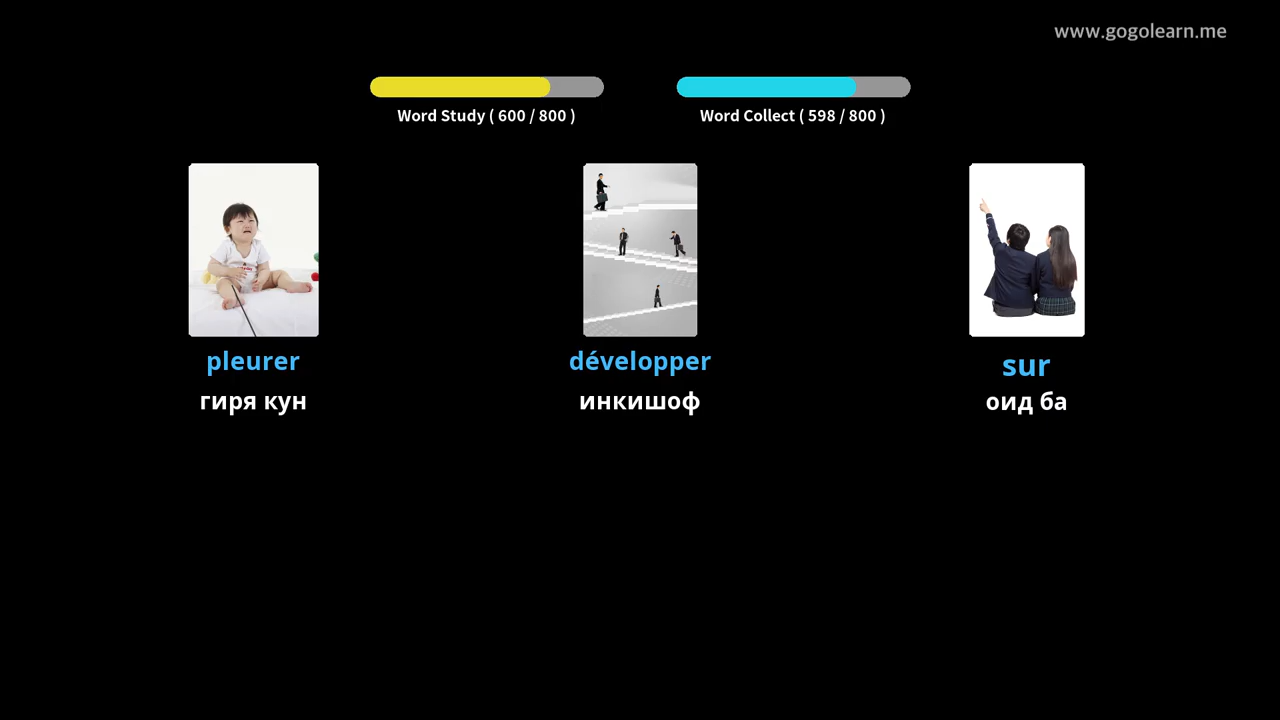 www.gogolearn.me
Word Study ( 600 / 800 )
Word Collect ( 598 / 800 )
pleurer
développer
sur
гиря кун
инкишоф
оид ба